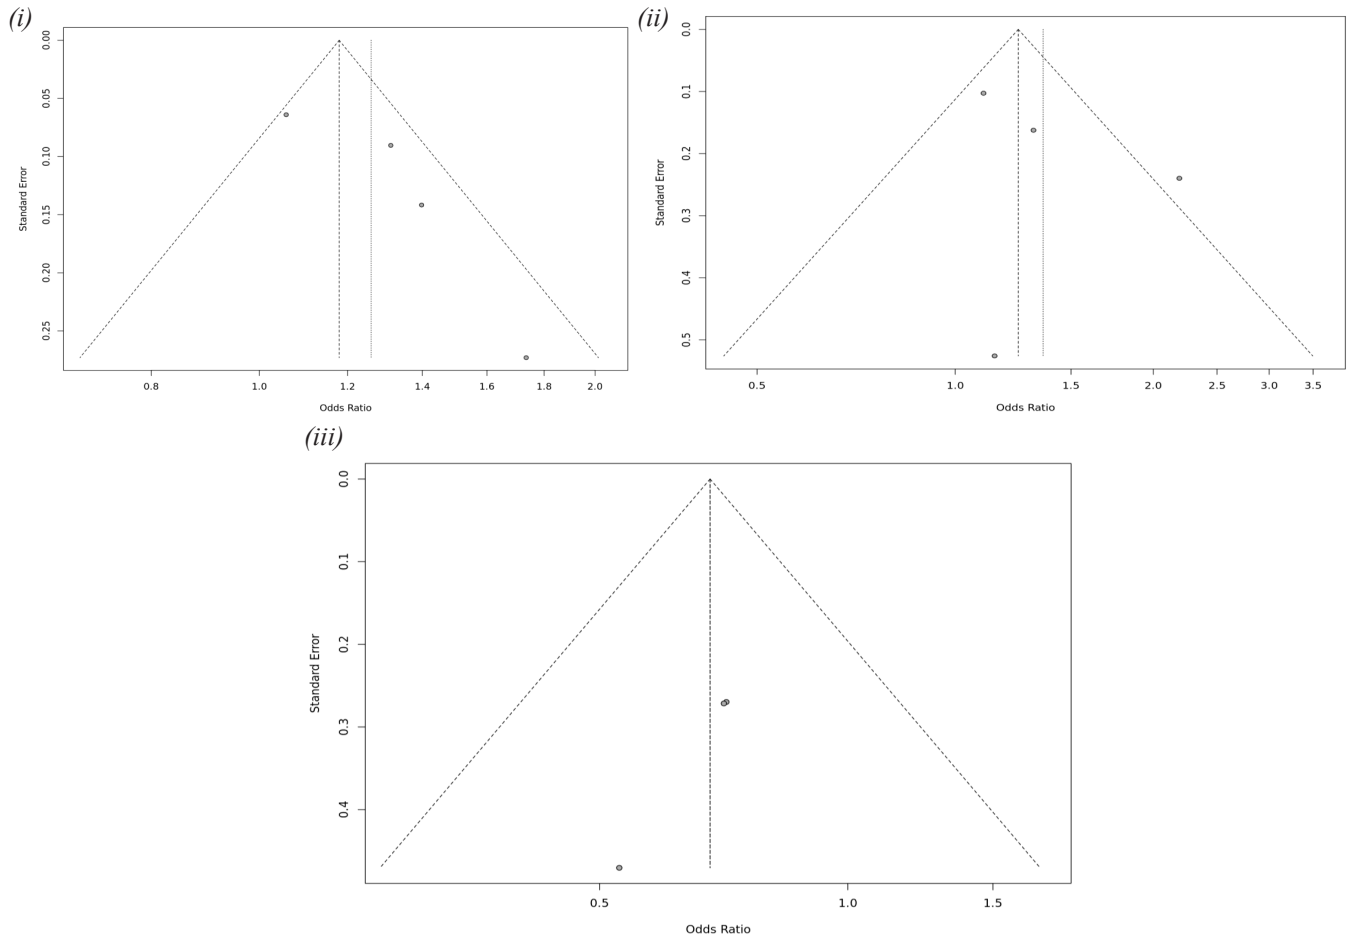 (i)
0.00
0.05
0.10
0.15
0.20
0.25
Standard Error
0.8 1.0 1.2 1.4 1.6 1.8 2.0
Odds Ratio
(ii)
0.0
0.1
0.2
0.3
0.4
0.5
Standard Error
0.5 1.0 1.5 2.0 2.5 3.0 3.5
Odds Ratio
(iii)
0.0
0.1
0.2
0.3
0.4
Standard Error
0.5 1.0 1.5
Odds Ratio